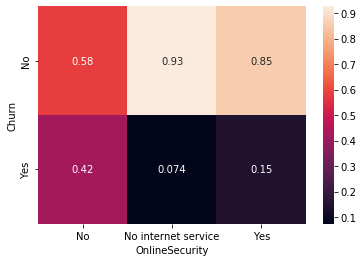 Churn
No
0.58 0.93 0.85
Yes
0.42 0.074 0.15
No No internet service Yes
OnlineSecurity
0.9
0.8
0.7
0.6
0.5
0.4
0.3
0.2
0.1